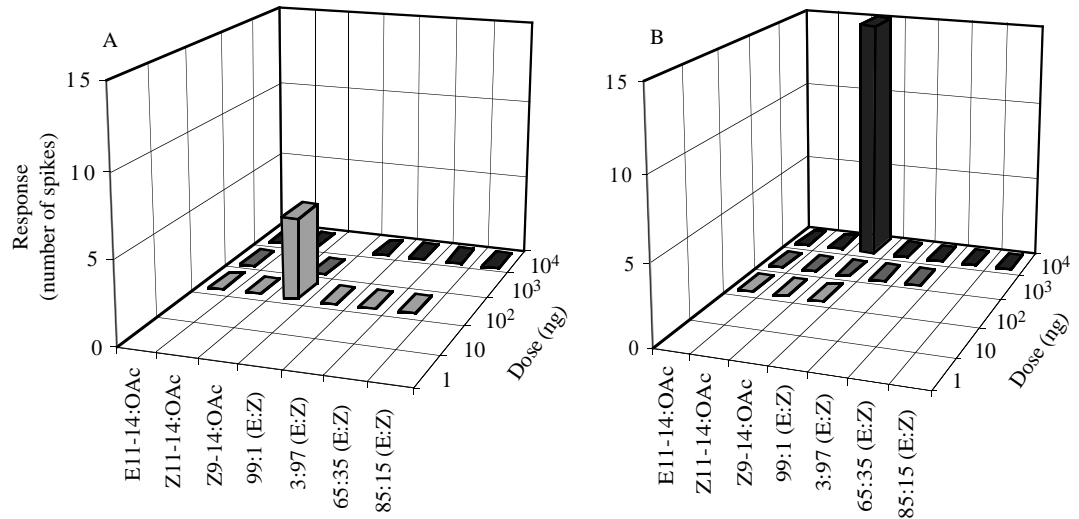 A
15
10
5
0
Response
(number of spikes)
10⁴
10³
10²
10
1
Dose (ng)
E11-14:OAc
Z11-14:OAc
Z9-14:OAc
99:1 (E:Z)
3:97 (E:Z)
65:35 (E:Z)
85:15 (E:Z)
B
15
10
5
0
10⁴
10³
10²
10
1
Dose (ng)
E11-14:OAc
Z11-14:OAc
Z9-14:OAc
99:1 (E:Z)
3:97 (E:Z)
65:35 (E:Z)
85:15 (E:Z)